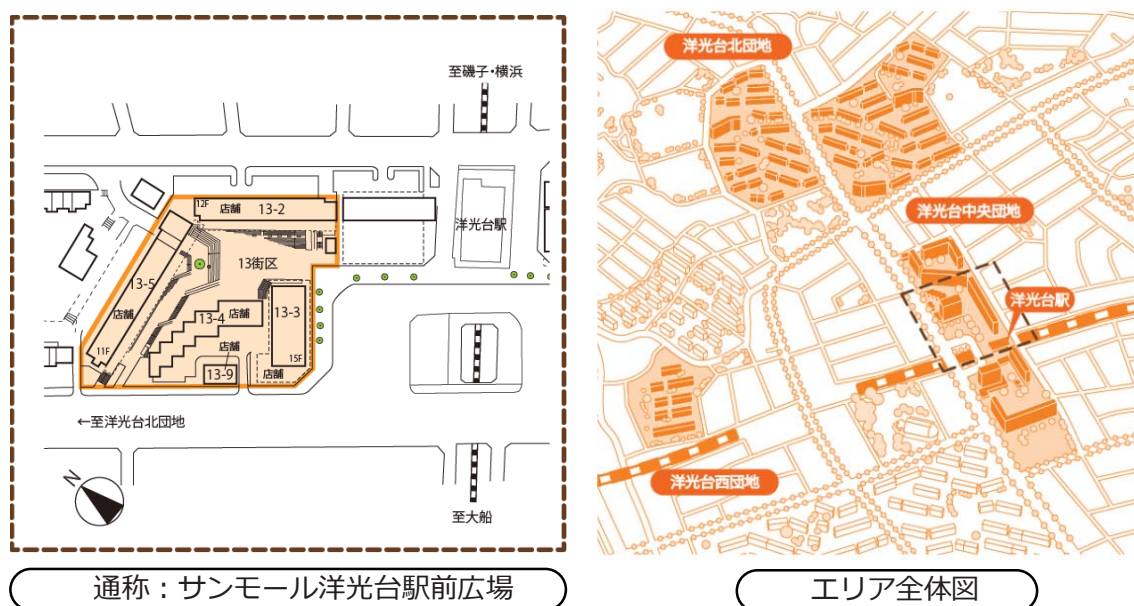 至磯子・横浜
12F
店舗
13-2
洋光台駅
13街区
13-5
店舗
13-4
店舗
13-3
11F
13-9
店舗
15F
←至洋光台北団地
N
至大船
通称：サンモール洋光台駅前広場
洋光台北団地
洋光台中央団地
洋光台駅
洋光台西団地
エリア全体図